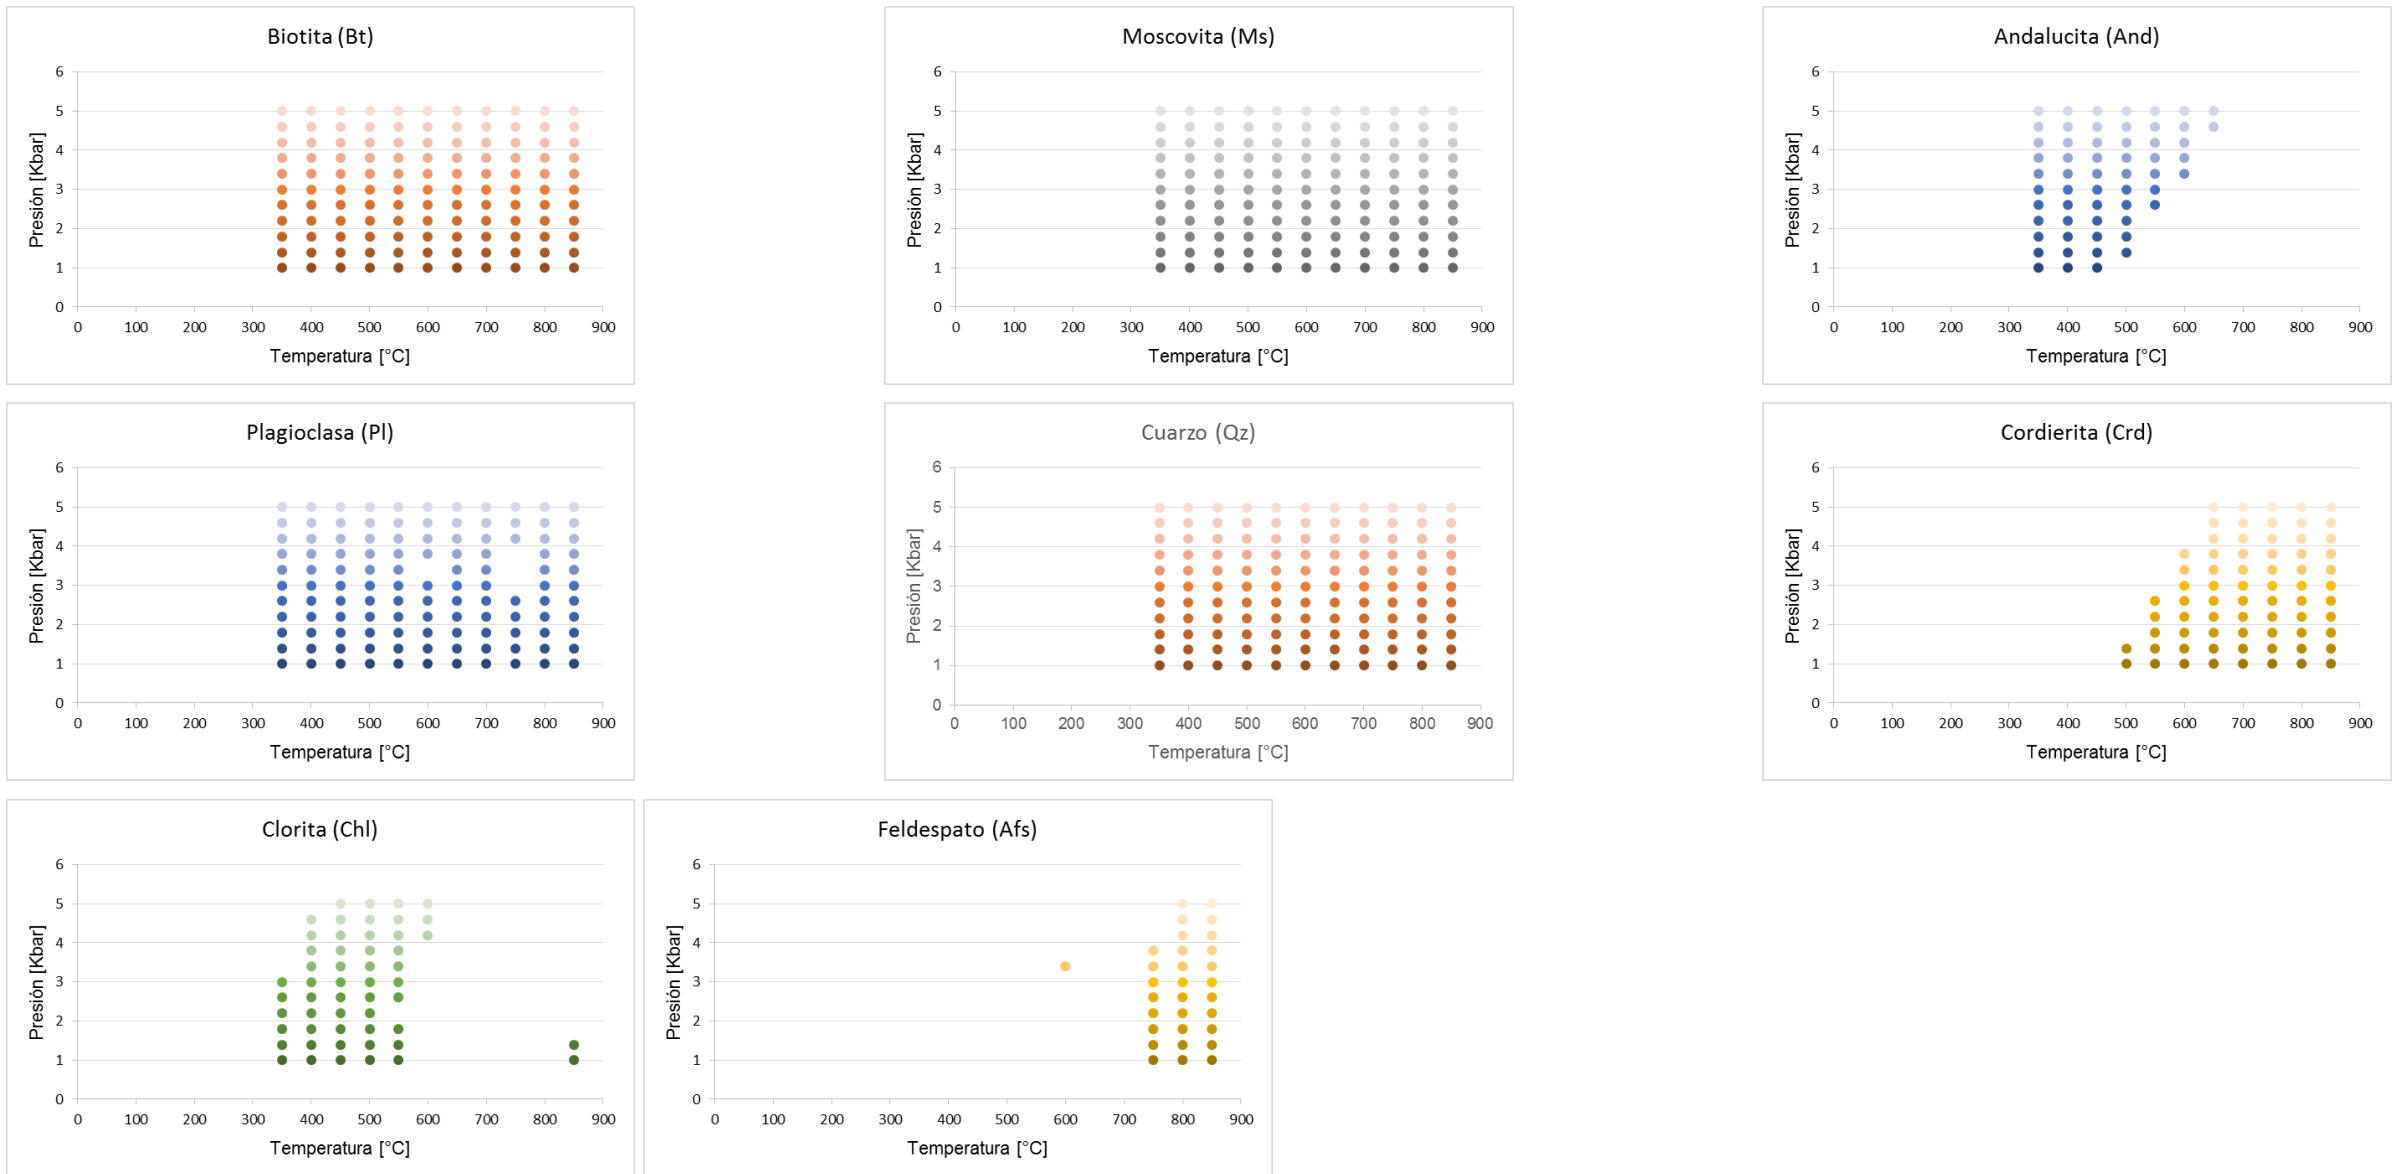 Biotita (Bt)
6
5
4
3
2
1
0
Presión [Kbar]
0 100 200 300 400 500 600 700 800 900
Temperatura [°C]
Moscovita (Ms)
6
5
4
3
2
1
0
Presión [Kbar]
0 100 200 300 400 500 600 700 800 900
Temperatura [°C]
Andalucita (And)
6
5
4
3
2
1
0
Presión [Kbar]
0 100 200 300 400 500 600 700 800 900
Temperatura [°C]
Plagioclasa (Pl)
6
5
4
3
2
1
0
Presión [Kbar]
0 100 200 300 400 500 600 700 800 900
Temperatura [°C]
Cuarzo (Qz)
6
5
4
3
2
1
0
Presión [Kbar]
0 100 200 300 400 500 600 700 800 900
Temperatura [°C]
Cordierita (Crd)
6
5
4
3
2
1
0
Presión [Kbar]
0 100 200 300 400 500 600 700 800 900
Temperatura [°C]
Clorita (Chl)
6
5
4
3
2
1
0
Presión [Kbar]
0 100 200 300 400 500 600 700 800 900
Temperatura [°C]
Feldespato (Afs)
6
5
4
3
2
1
0
Presión [Kbar]
0 100 200 300 400 500 600 700 800 900
Temperatura [°C]